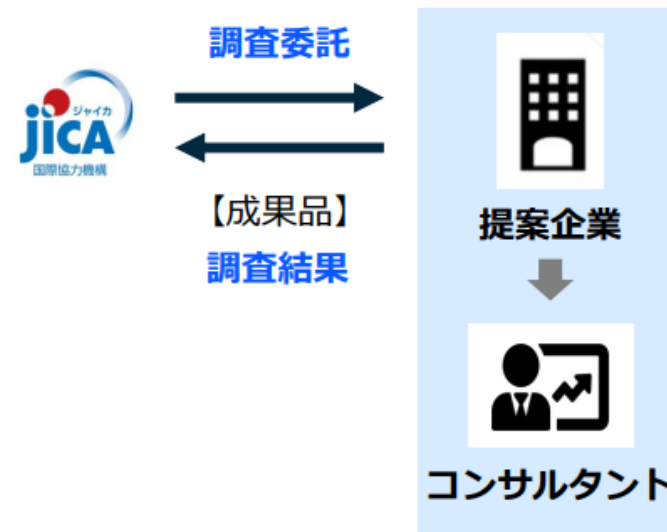 調査委託
ジャイカ
jICA
国際協力機構
【成果品】
調査結果
提案企業
コンサルタント